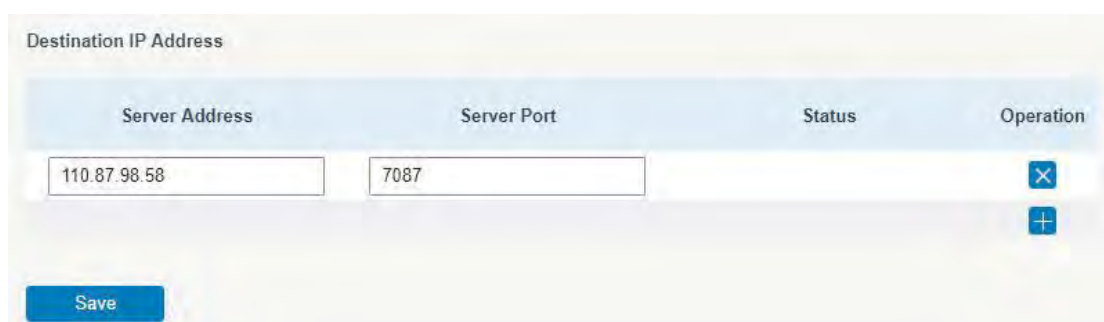 Destination IP Address
Server Address Server Port Status Operation
110.87.98.58 7087
Save